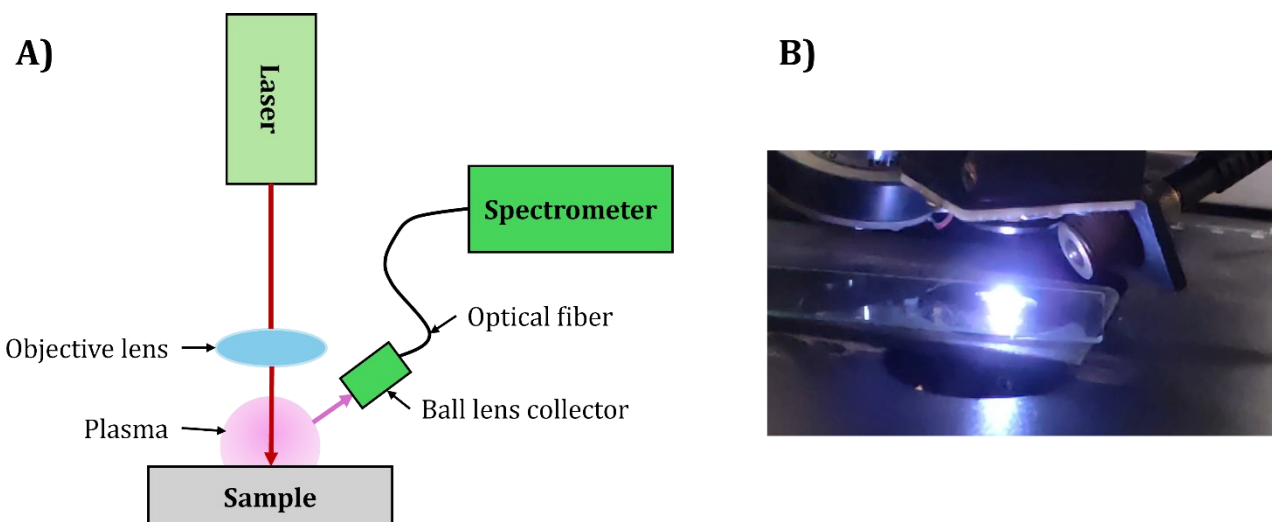 A)
B)
Laser
Spectrometer
Optical fiber
Objective lens
Ball lens collector
Plasma
Sample